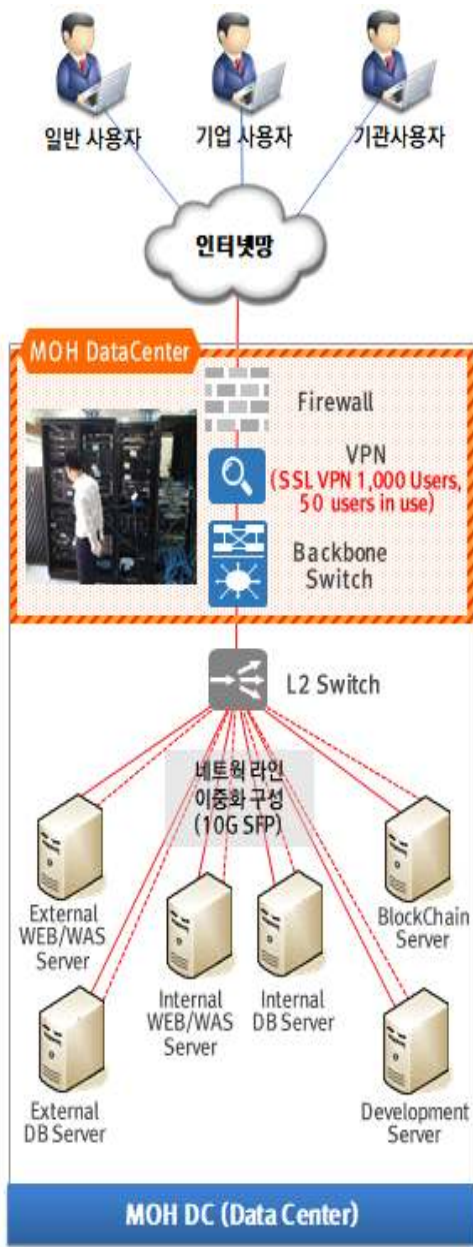 일반 사용자
기업 사용자
기관사용자
인터넷망
MOH DataCenter
Firewall
VPN
(SSL VPN 1,000 Users,
50 users in use)
Backbone
Switch
L2 Switch
네트웍 라인
이중화 구성
(10G SFP)
External
WEB/WAS
Server
BlockChain
Server
Internal
WEB/WAS
Server
Internal
DB Server
External
DB Server
Development
Server
MOH DC (Data Center)